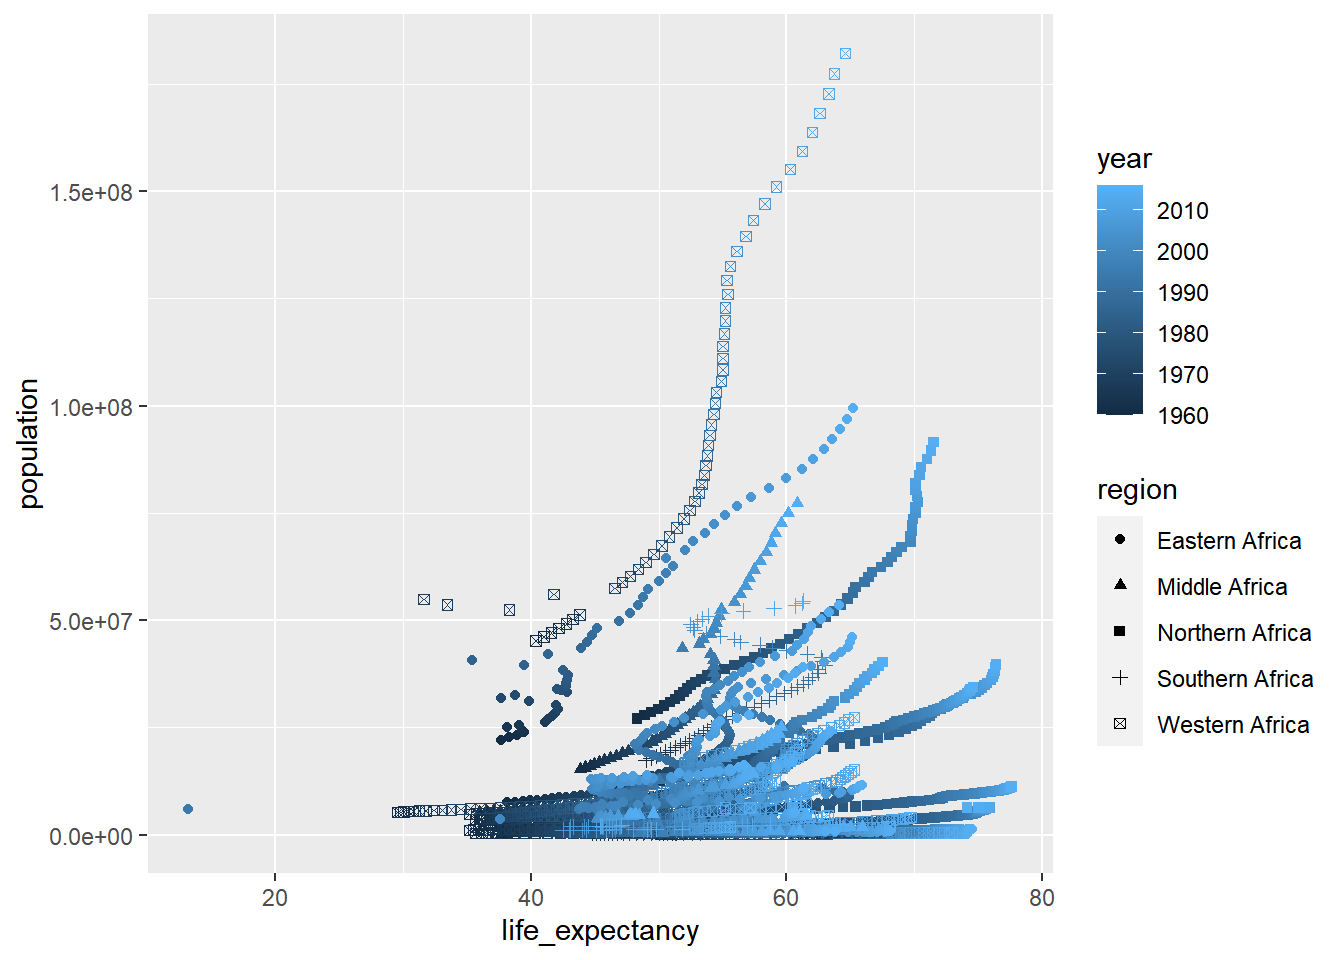 population
1.5e+08
1.0e+08
5.0e+07
0.0e+00
20
40
60
80
life_expectancy
year
2010
2000
1990
1980
1970
1960
region
Eastern Africa
Middle Africa
Northern Africa
Southern Africa
Western Africa